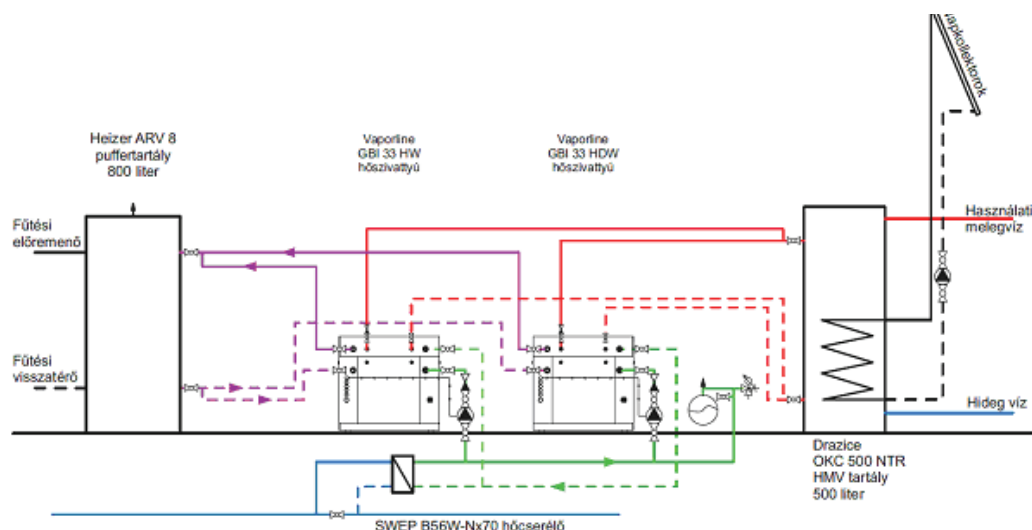 Heizer ARV 8
puffertartály
800 liter
Vaporline
GBI 33 HW
hőszivattyú
Vaporline
GBI 33 HDW
hőszivattyú
Fűtési
előremenő
Fűtési
visszatérő
Használati
melegvíz
Hideg víz
Drazice
OKC 500 NTR
HMV tartály
500 liter
SWEP B56W-Nx70 hőcserélő